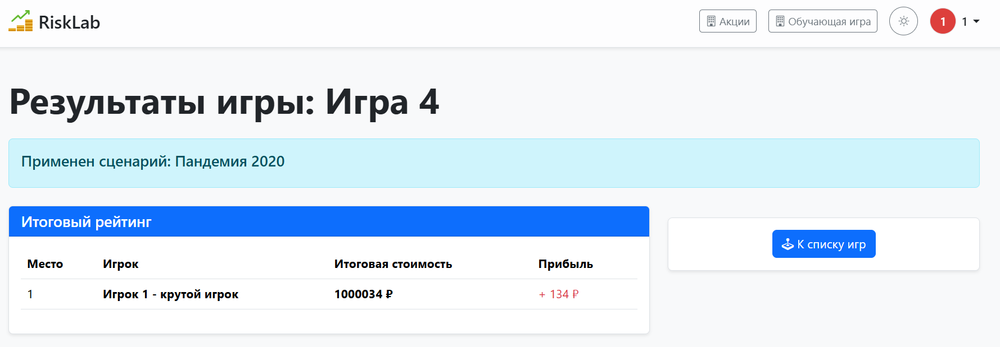 RiskLab
Акции
Обучающая игра
1
1
Результаты игры: Игра 4
Применен сценарий: Пандемия 2020
Итоговый рейтинг
Место Игрок Итоговая стоимость Прибыль
1 Игрок 1 - крутой игрок 1000034 ₽ + 134 ₽
К списку игр